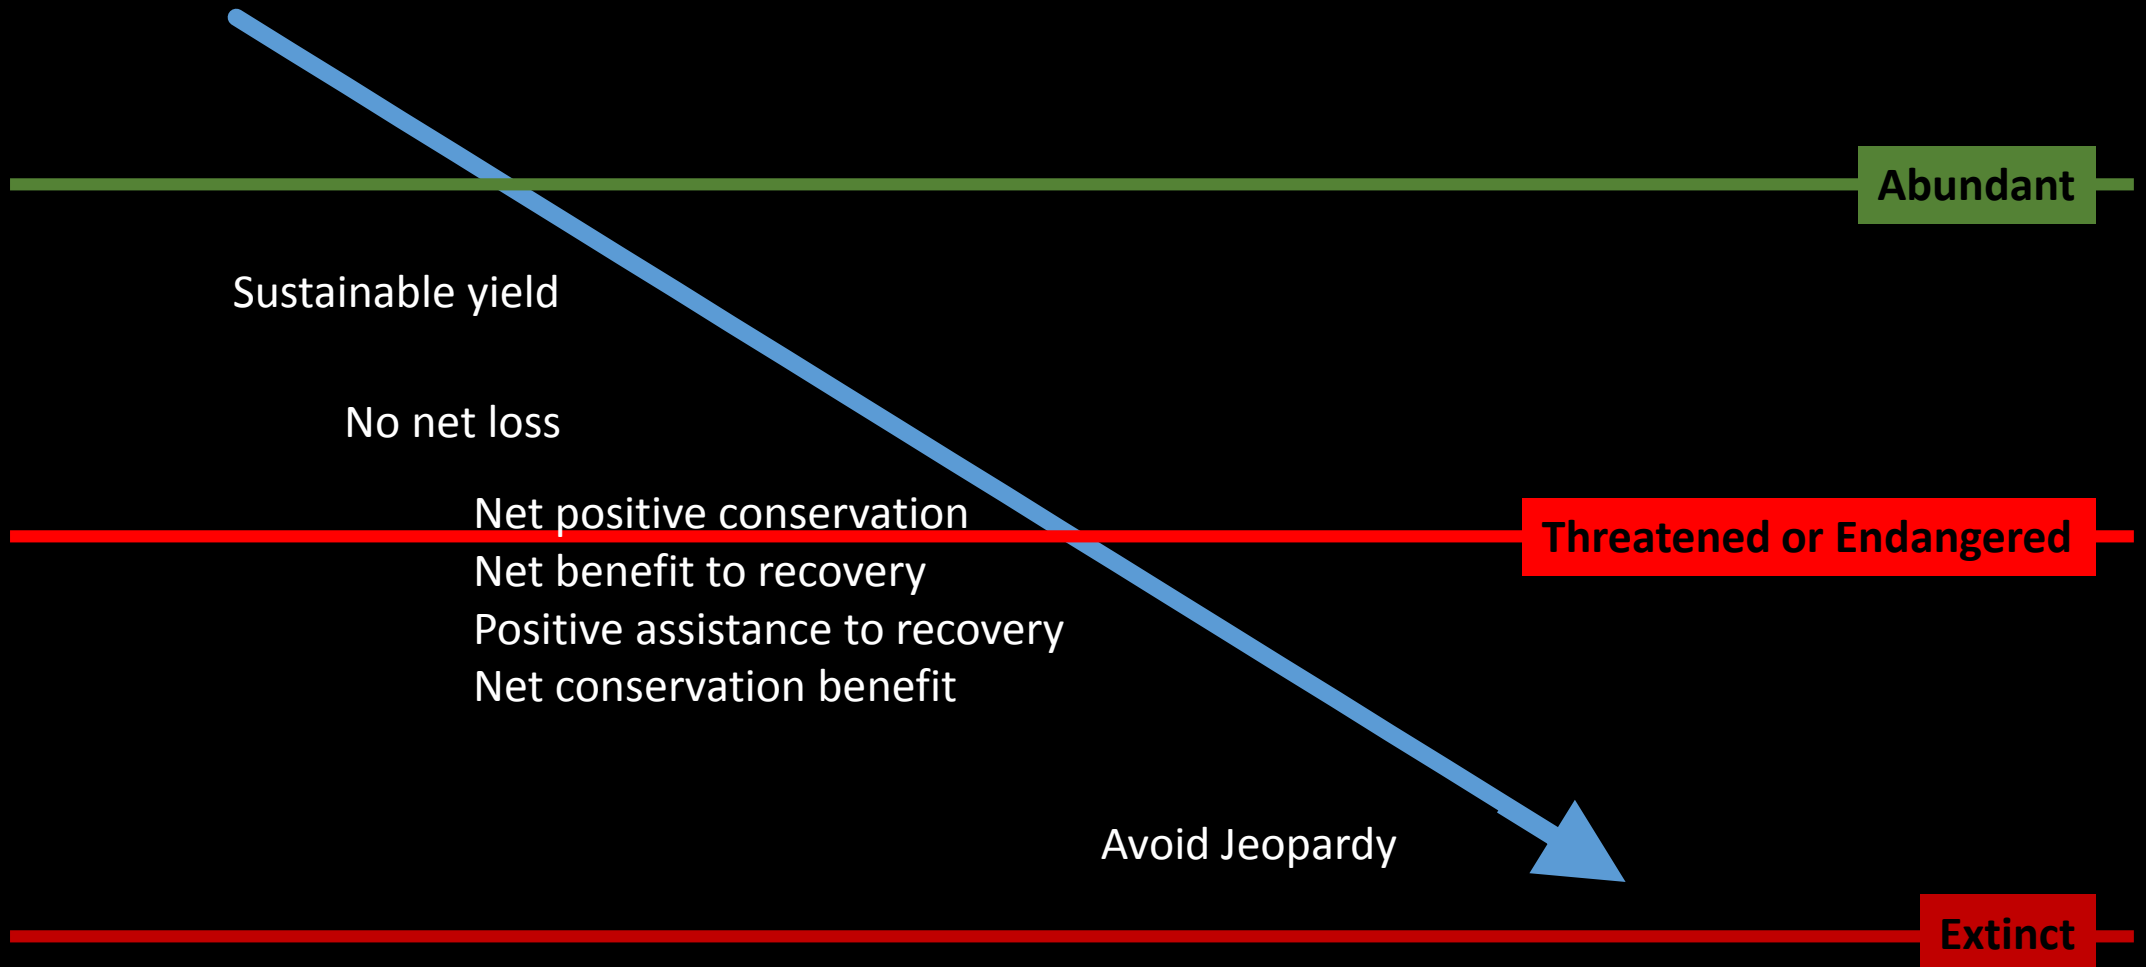 Abundant
Sustainable yield
No net loss
Net positive conservation
Threatened or Endangered
Net benefit to recovery
Positive assistance to recovery
Net conservation benefit
Avoid Jeopardy
Extinct